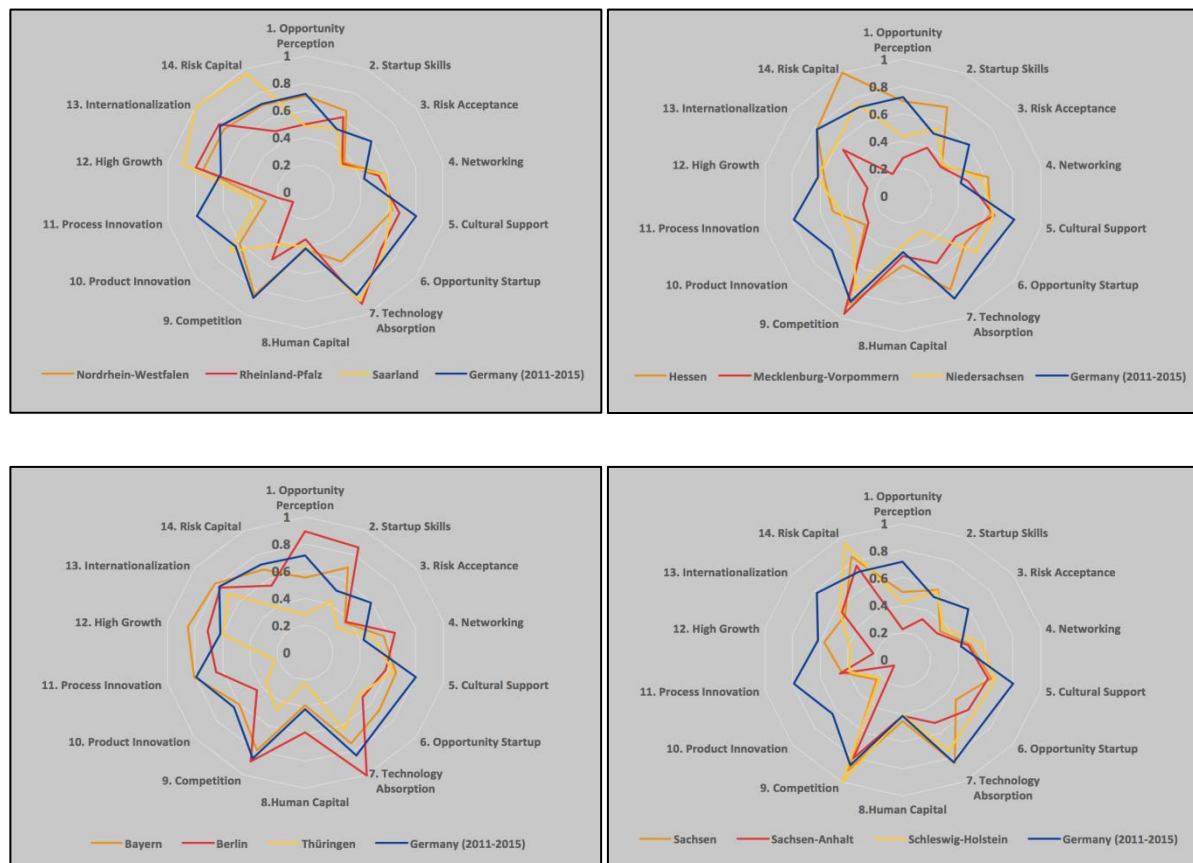 1. Opportunity
Perception
2. Startup Skills
3. Risk Acceptance
4. Networking
5. Cultural Support
6. Opportunity Startup
7. Technology
Absorption
8.Human Capital
9. Competition
10. Product Innovation
11. Process Innovation
12. High Growth
13. Internationalization
14. Risk Capital
1
0.8
0.6
0.4
0.2
0
Nordrhein-Westfalen Rheinland-Pfalz Saarland Germany (2011-2015)
1. Opportunity
Perception
2. Startup Skills
3. Risk Acceptance
4. Networking
5. Cultural Support
6. Opportunity Startup
7. Technology
Absorption
8.Human Capital
9. Competition
10. Product Innovation
11. Process Innovation
12. High Growth
13. Internationalization
14. Risk Capital
1
0.8
0.6
0.4
0.2
0
Hessen Mecklenburg-Vorpommern Niedersachsen Germany (2011-2015)
1. Opportunity
Perception
2. Startup Skills
3. Risk Acceptance
4. Networking
5. Cultural Support
6. Opportunity Startup
7. Technology
Absorption
8.Human Capital
9. Competition
10. Product Innovation
11. Process Innovation
12. High Growth
13. Internationalization
14. Risk Capital
1
0.8
0.6
0.4
0.2
0
Bayern Berlin Thüringen Germany (2011-2015)
1. Opportunity
Perception
2. Startup Skills
3. Risk Acceptance
4. Networking
5. Cultural Support
6. Opportunity Startup
7. Technology
Absorption
8.Human Capital
9. Competition
10. Product Innovation
11. Process Innovation
12. High Growth
13. Internationalization
14. Risk Capital
1
0.8
0.6
0.4
0.2
0
Sachsen Sachsen-Anhalt Schleswig-Holstein Germany (2011-2015)